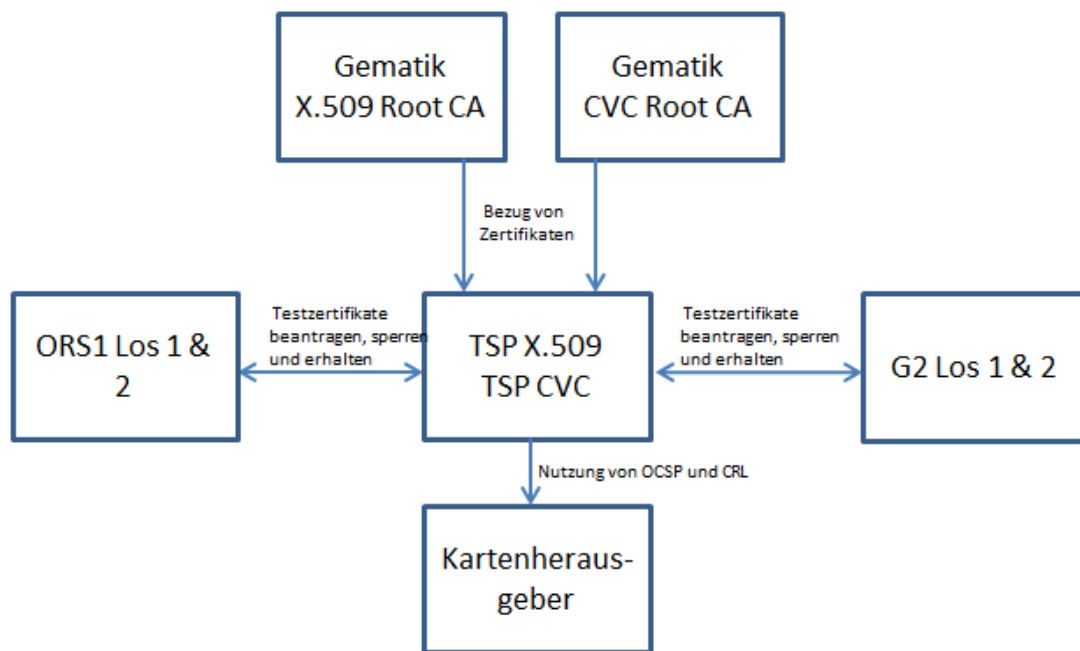 Gematik
X.509 Root CA
Gematik
CVC Root CA
Bezug von
Zertifikaten
ORS1 Los 1 &
2
Testzertifikate
beantragen, sperren
und erhalten
TSP X.509
TSP CVC
Testzertifikate
beantragen, sperren
und erhalten
G2 Los 1 & 2
Nutzung von OCSP und CRL
Kartenheraus-
geber